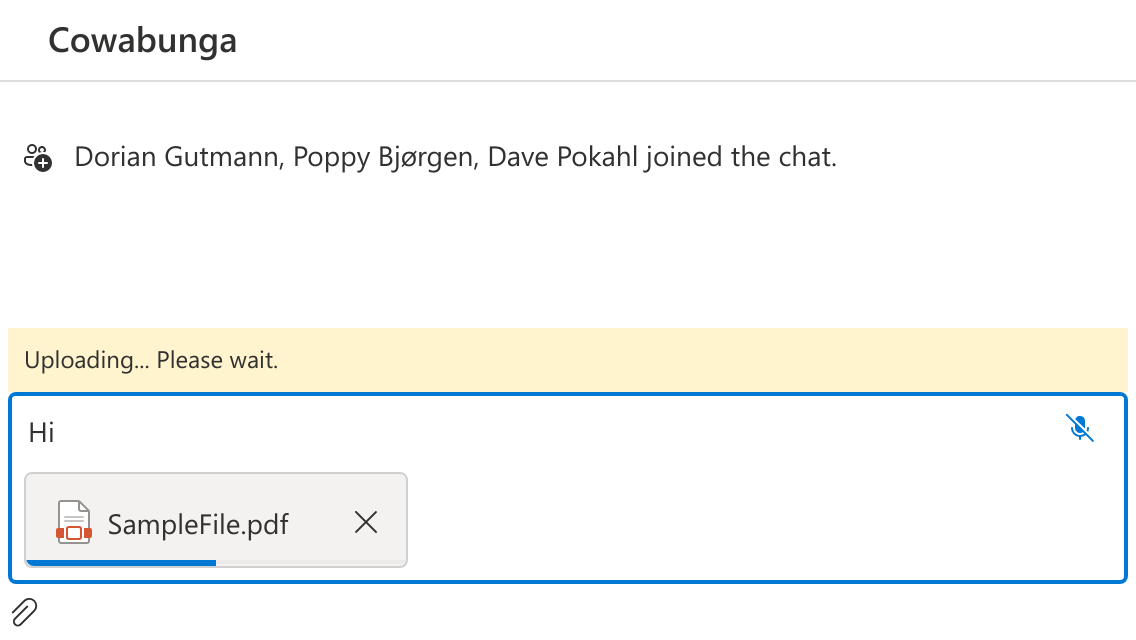 Cowabunga
Dorian Gutmann, Poppy Bjørgen, Dave Pokahl joined the chat.
Uploading... Please wait.
Hi
SampleFile.pdf